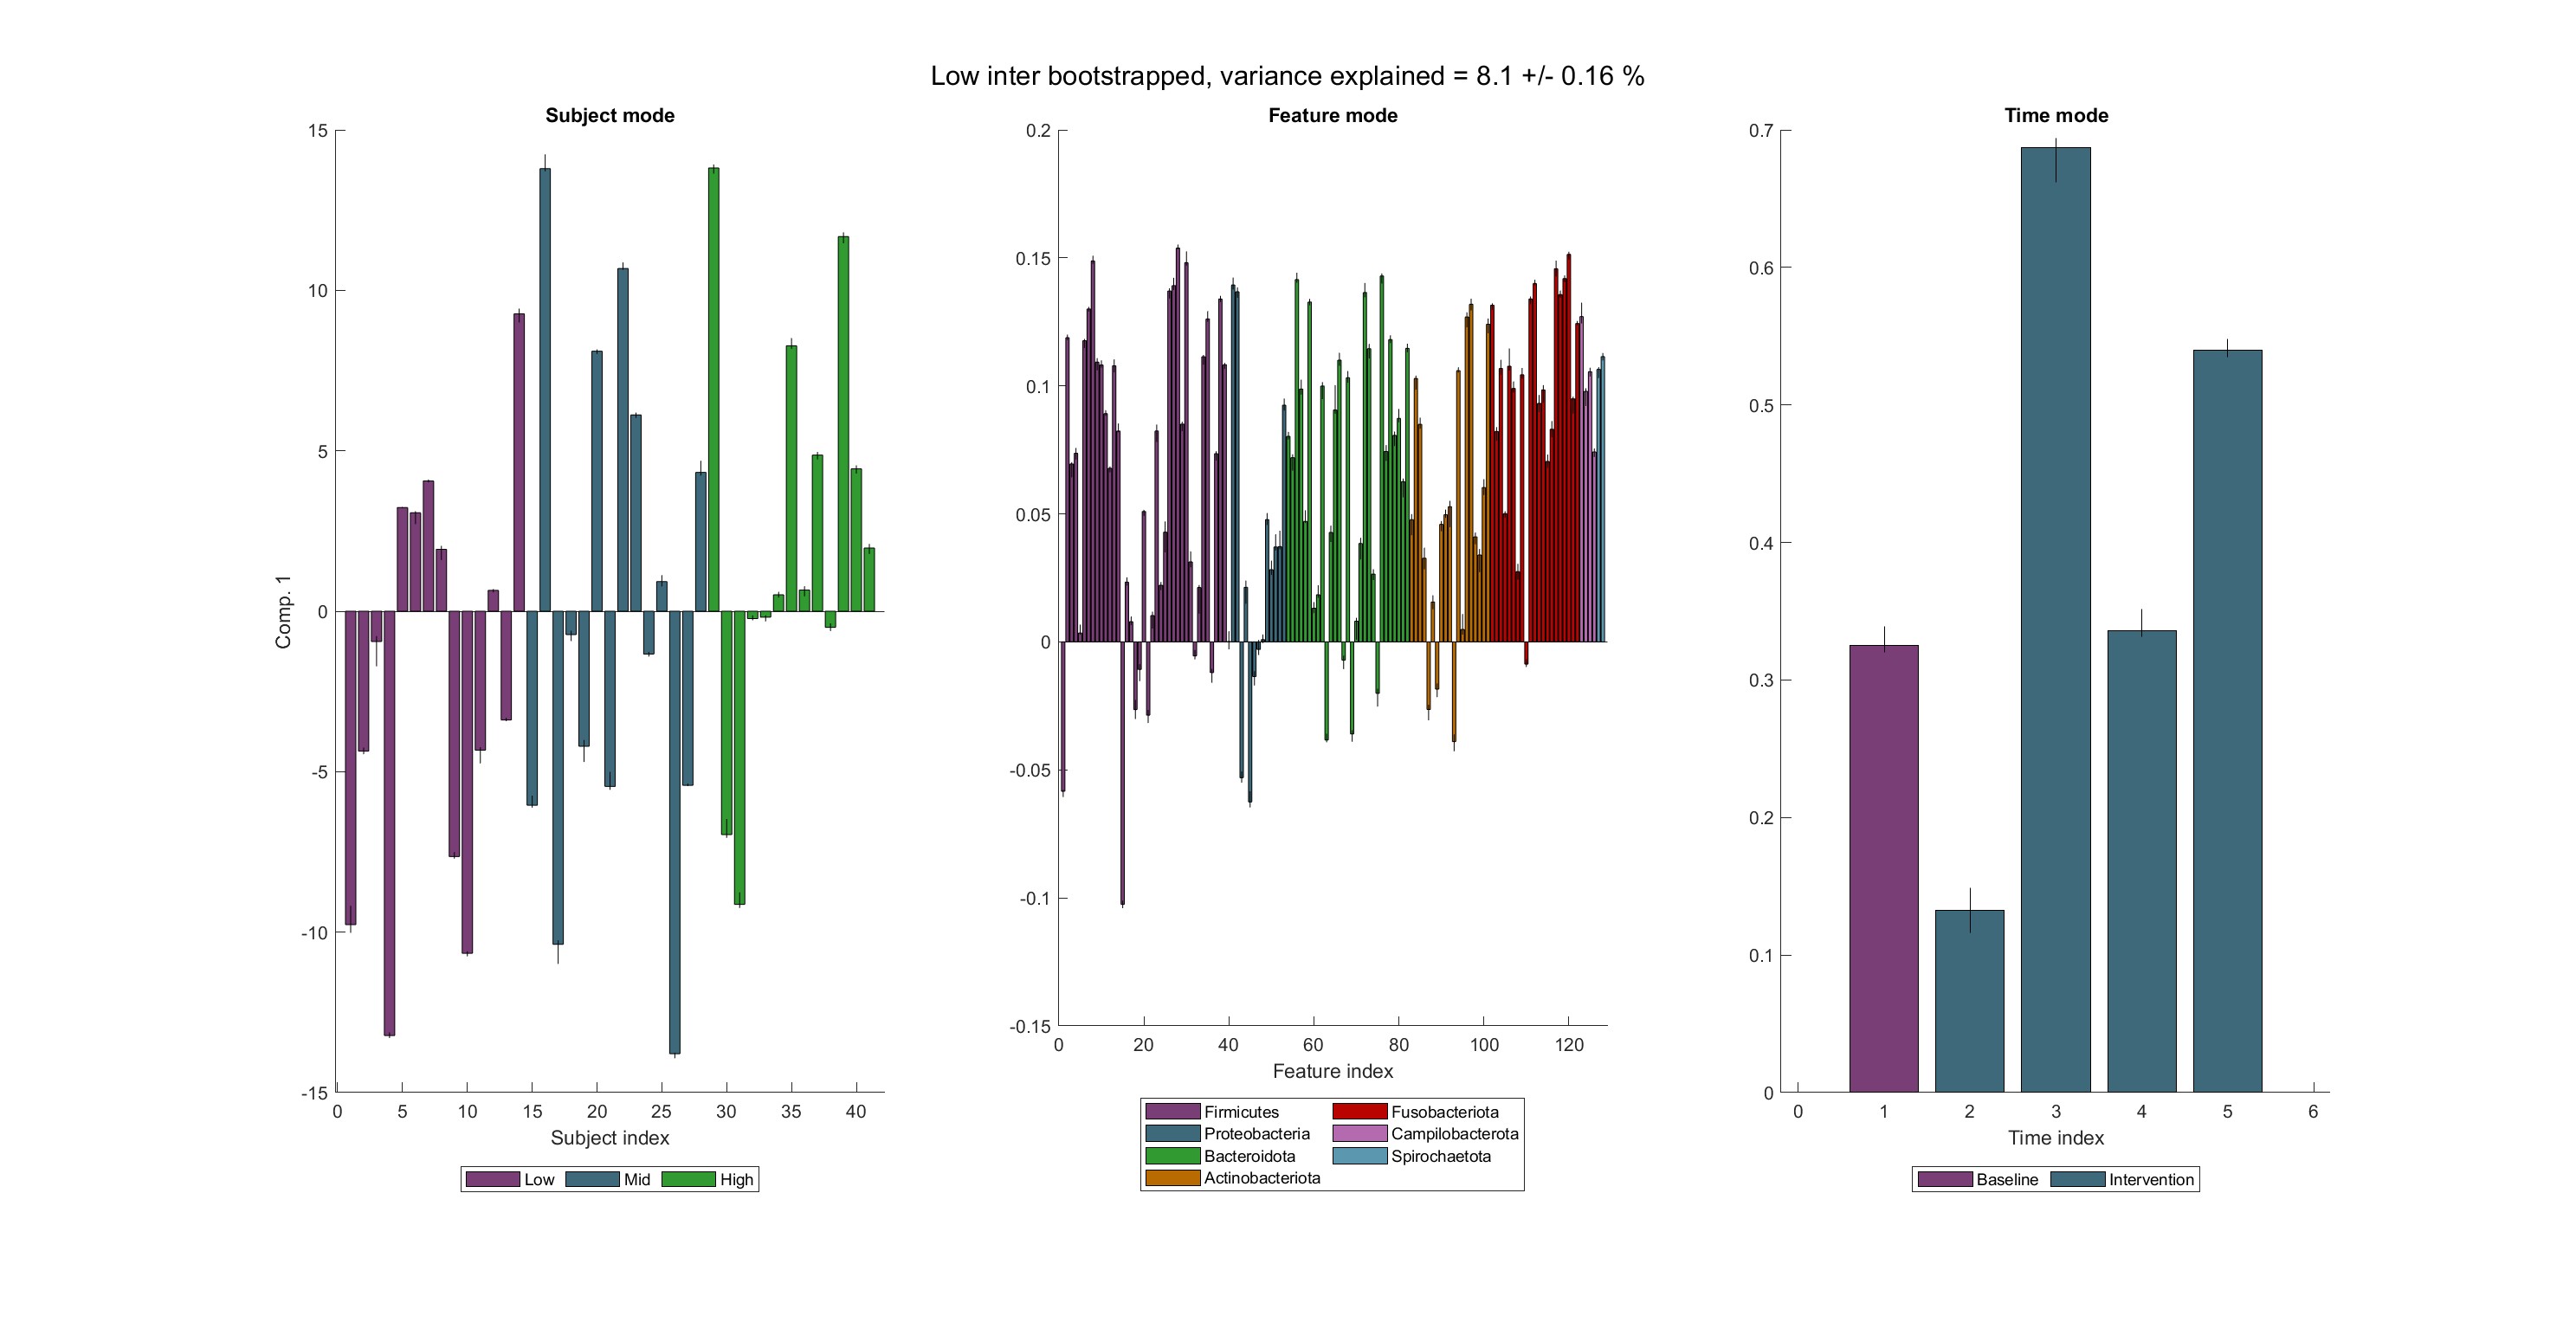 Low inter bootstrapped, variance explained = 8.1 +/- 0.16 %
Subject mode
15
10
5
0
-5
-10
-15
Comp. 1
0 5 10 15 20 25 30 35 40
Subject index
Low Mid High
Feature mode
0.2
0.15
0.1
0.05
0
-0.05
-0.1
-0.15
0 20 40 60 80 100 120
Feature index
Firmicutes Fusobacteriota
Proteobacteria Campilobacterota
Bacteroidota Spirochaetota
Actinobacteriota
Time mode
0.7
0.6
0.5
0.4
0.3
0.2
0.1
0
0 1 2 3 4 5 6
Time index
Baseline Intervention